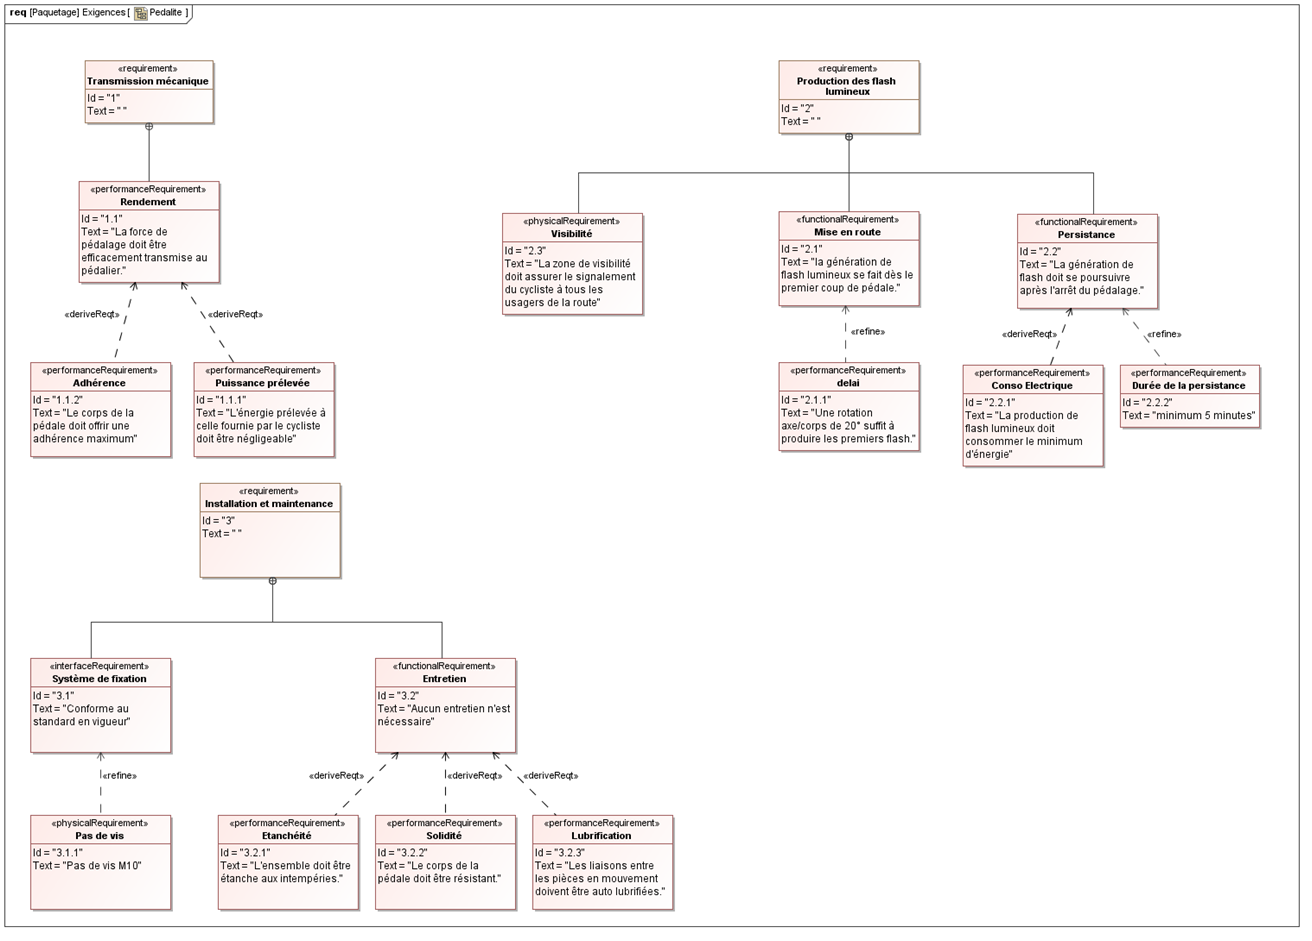 req [Paquetage] Exigences [ Pedalite ]
«requirement»
Transmission mécanique
Id = "1"
Text = " "
«requirement»
Production des flash
lumineux
Id = "2"
Text = " "
«performanceRequirement»
Rendement
Id = "1.1"
Text = "La force de
pédalage doit être
efficacement transmise au
pédalier."
«physicalRequirement»
Visibilité
Id = "2.3"
Text = "La zone de visibilité
doit assurer le signalement
du cycliste à tous les
usagers de la route"
«functionalRequirement»
Mise en route
Id = "2.1"
Text = "la génération de
flash lumineux se fait dès le
premier coup de pédale."
«functionalRequirement»
Persistance
Id = "2.2"
Text = "La génération de
flash doit se poursuivre
après l'arrêt du pédalage."
«deriveReqt»
«deriveReqt»
«refine»
«deriveReqt»
«refine»
«performanceRequirement»
Adhérence
Id = "1.1.2"
Text = "Le corps de la
pédale doit offrir une
adhérence maximum"
«performanceRequirement»
Puissance prélevée
Id = "1.1.1"
Text = "L'énergie prélevée à
celle fournie par le cycliste
doit être négligeable"
«performanceRequirement»
delai
Id = "2.1.1"
Text = "Une rotation
axe/corps de 20° suffit à
produire les premiers flash."
«performanceRequirement»
Conso Electrique
Id = "2.2.1"
Text = "La production de
flash lumineux doit
consommer le minimum
d'énergie"
«performanceRequirement»
Durée de la persistance
Id = "2.2.2"
Text = "minimum 5 minutes"
«requirement»
Installation et maintenance
Id = "3"
Text = " "
«interfaceRequirement»
Système de fixation
Id = "3.1"
Text = "Conforme au
standard en vigueur"
«functionalRequirement»
Entretien
Id = "3.2"
Text = "Aucun entretien n'est
nécessaire"
«refine»
«deriveReqt»
«deriveReqt»
«deriveReqt»
«physicalRequirement»
Pas de vis
Id = "3.1.1"
Text = "Pas de vis M10"
«performanceRequirement»
Etanchéité
Id = "3.2.1"
Text = "L'ensemble doit être
étanche aux intempéries."
«performanceRequirement»
Solidité
Id = "3.2.2"
Text = "Le corps de la
pédale doit être résistant."
«performanceRequirement»
Lubrification
Id = "3.2.3"
Text = "Les liaisons entre
les pièces en mouvement
doivent être auto lubrifiées."